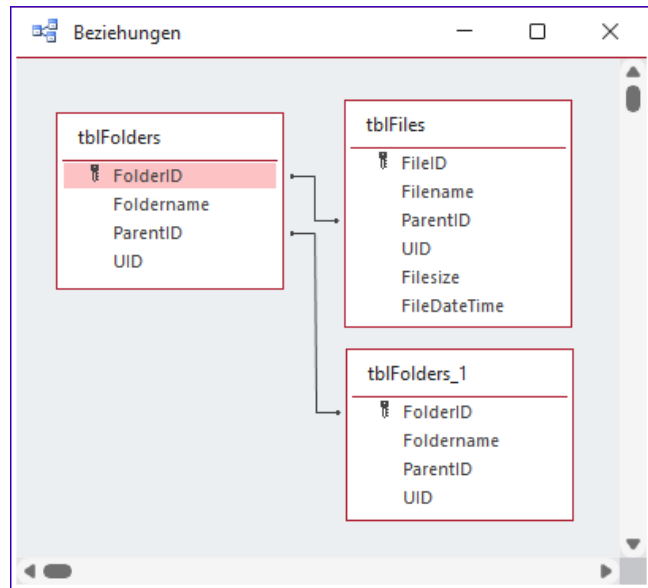 Beziehungen
tblFolders
FolderID
Foldername
ParentID
UID
tblFiles
FileID
Filename
ParentID
UID
Filesize
FileDateTime
tblFolders_1
FolderID
Foldername
ParentID
UID